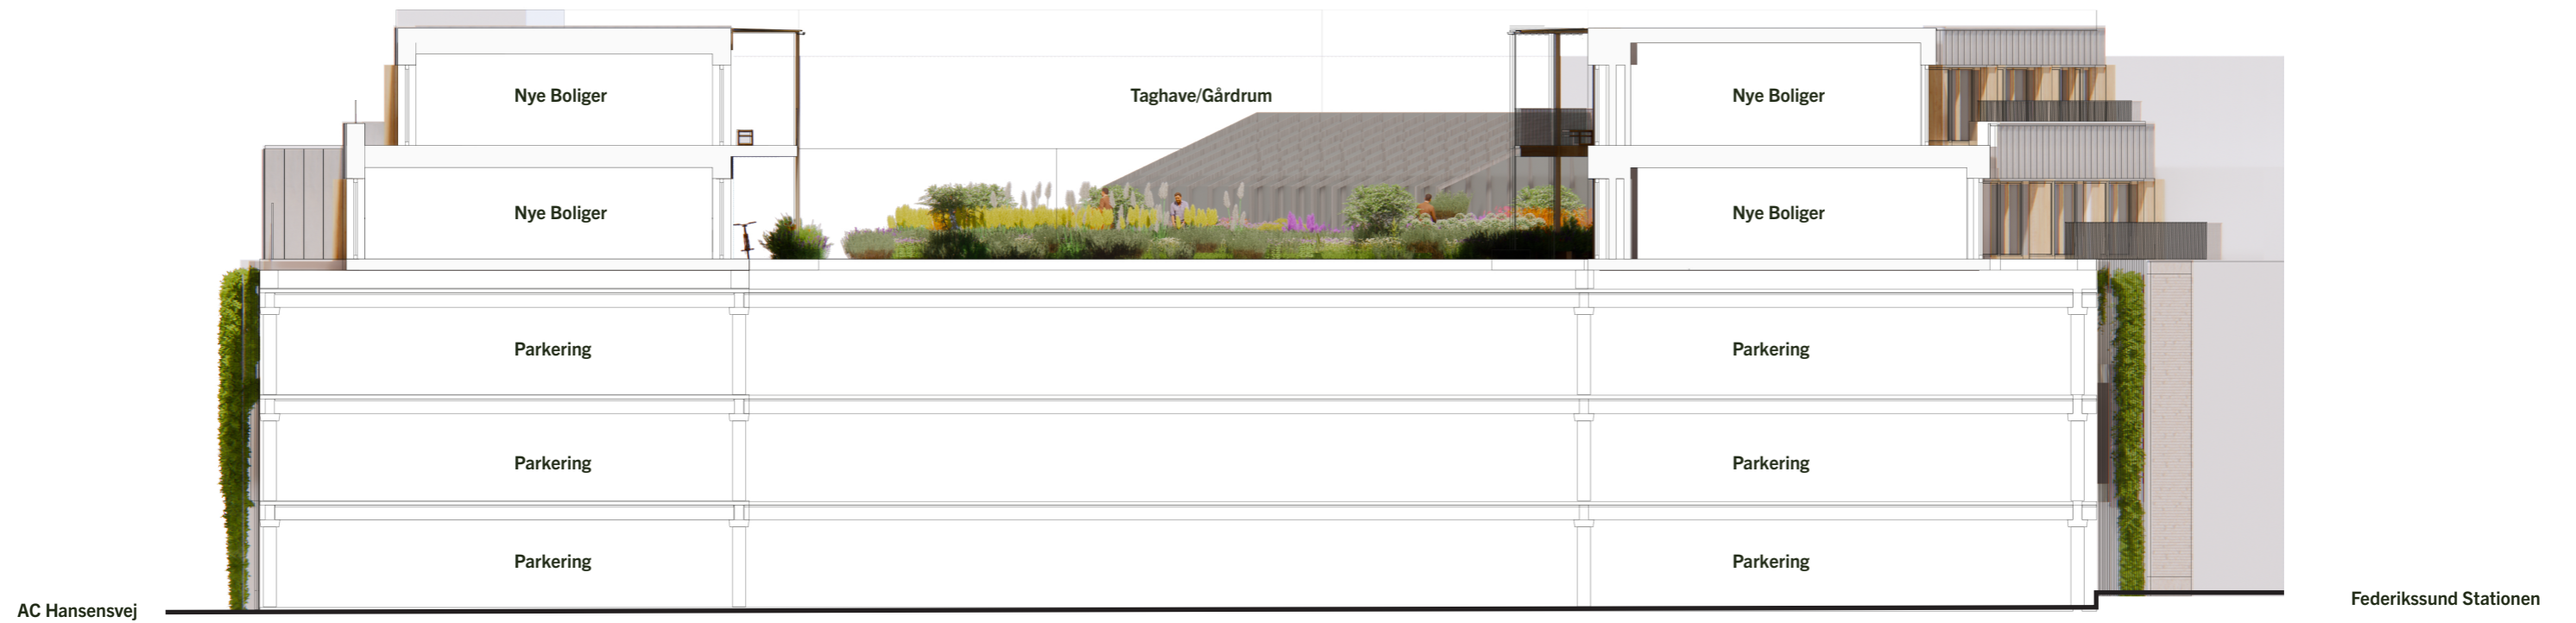 Nye Boliger
Taghave/Gårdrum
Nye Boliger
Nye Boliger
Nye Boliger
Parkering
Parkering
Parkering
Parkering
Parkering
Parkering
AC Hansensvej
Federikssund Stationen